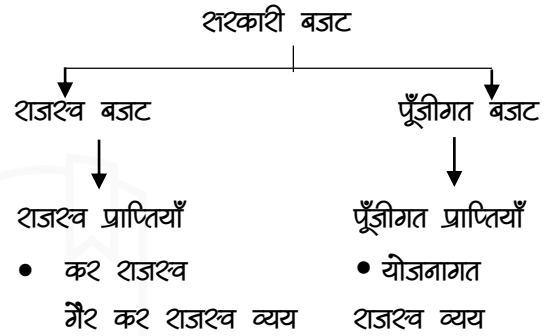 सरकारी बजट
राजस्व बजट पूँजीगत बजट
राजस्व प्राप्तियाँ पूँजीगत प्राप्तियाँ
• कर राजस्व • योजनागत
गैर कर राजस्व व्यय राजस्व व्यय